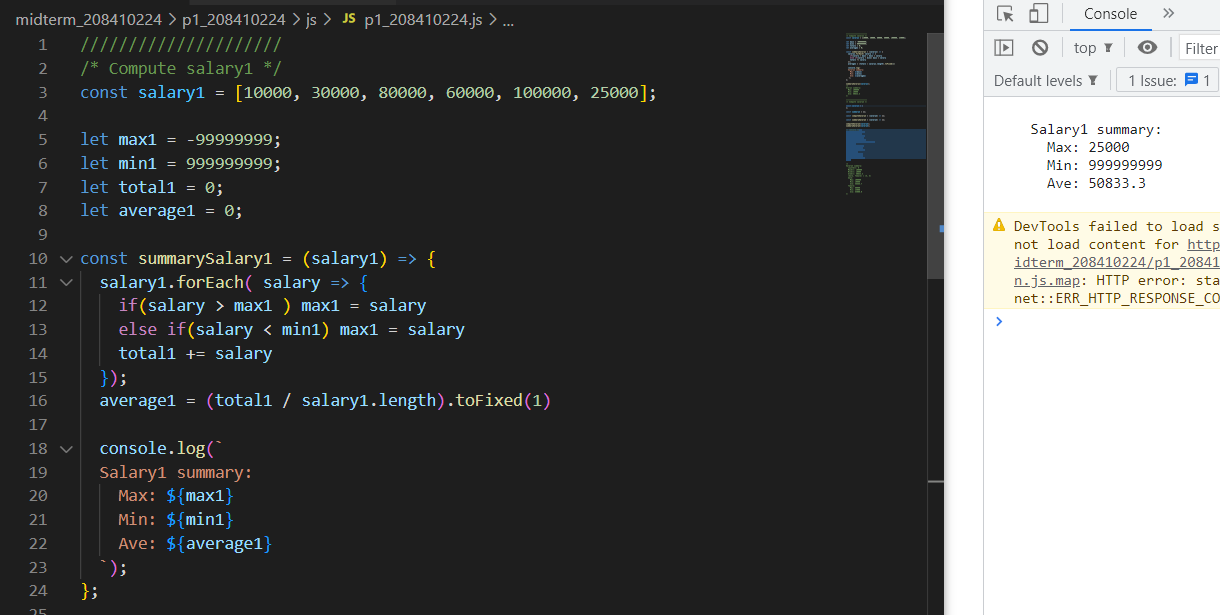 midterm_208410224 > p1_208410224 > js > JS p1_208410224.js > ...
1 /////////////////////
2 /* Compute salary1 */
3 const salary1 = [10000, 30000, 80000, 60000, 100000, 25000];
4
5 let max1 = -99999999;
6 let min1 = 999999999;
7 let total1 = 0;
8 let average1 = 0;
9
10 const summarySalary1 = (salary1) => {
11 salary1.forEach( salary => {
12 if(salary > max1 ) max1 = salary
13 else if(salary < min1) max1 = salary
14 total1 += salary
15 });
16 average1 = (total1 / salary1.length).toFixed(1)
17
18 console.log(`
19 Salary1 summary:
20 Max: ${max1}
21 Min: ${min1}
22 Ave: ${average1}
23 `);
24 };
25
Console »
top Filter
Default levels 1 Issue: 1
Salary1 summary:
Max: 25000
Min: 999999999
Ave: 50833.3
DevTools failed to load s
not load content for http
idterm_208410224/p1_20841
n.js.map: HTTP error: sta
net::ERR_HTTP_RESPONSE_CO
>